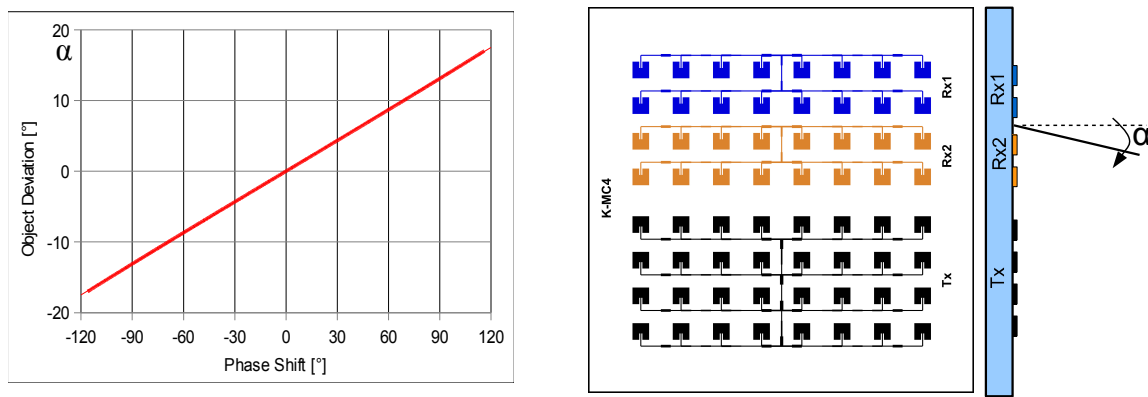 20
α
10
0
-10
-20
Object Deviation [°]
-120 -90 -60 -30 0 30 60 90 120
Phase Shift [°]
K-MC4
Rx1
Rx2
Tx
Rx1
Rx2
Tx
α